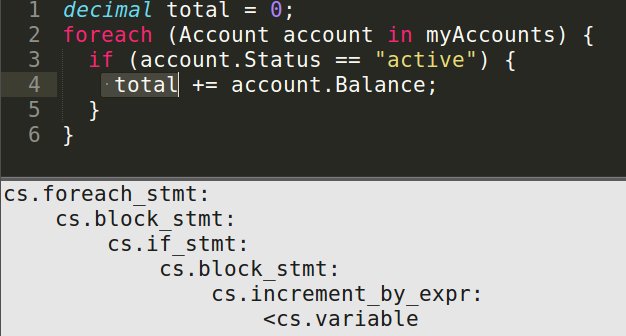 1 decimal total = 0;
2 foreach (Account account in myAccounts) {
3 if (account.Status == "active") {
4 total += account.Balance;
5 }
6 }
cs.foreach_stmt:
cs.block_stmt:
cs.if_stmt:
cs.block_stmt:
cs.increment_by_expr:
<cs.variable